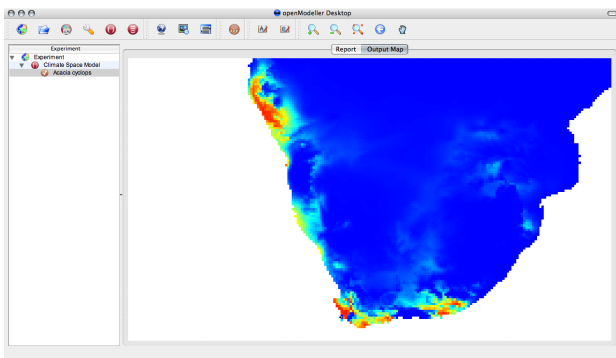 openModeller Desktop
Experiment
Report Output Map
Experiment
Climate Space Model
Acacia cyclops